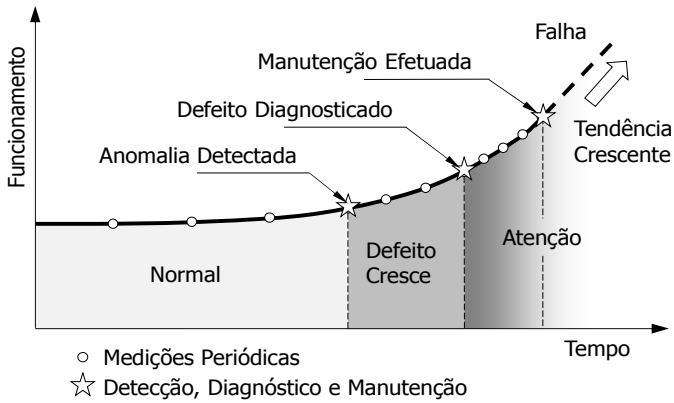 Falha
Manutenção Efetuada
Defeito Diagnosticado
Anomalia Detectada
Tendência
Crescente
Funcionamento
Normal
Defeito
Cresce
Atenção
Tempo
Medições Periódicas
Detecção, Diagnóstico e Manutenção